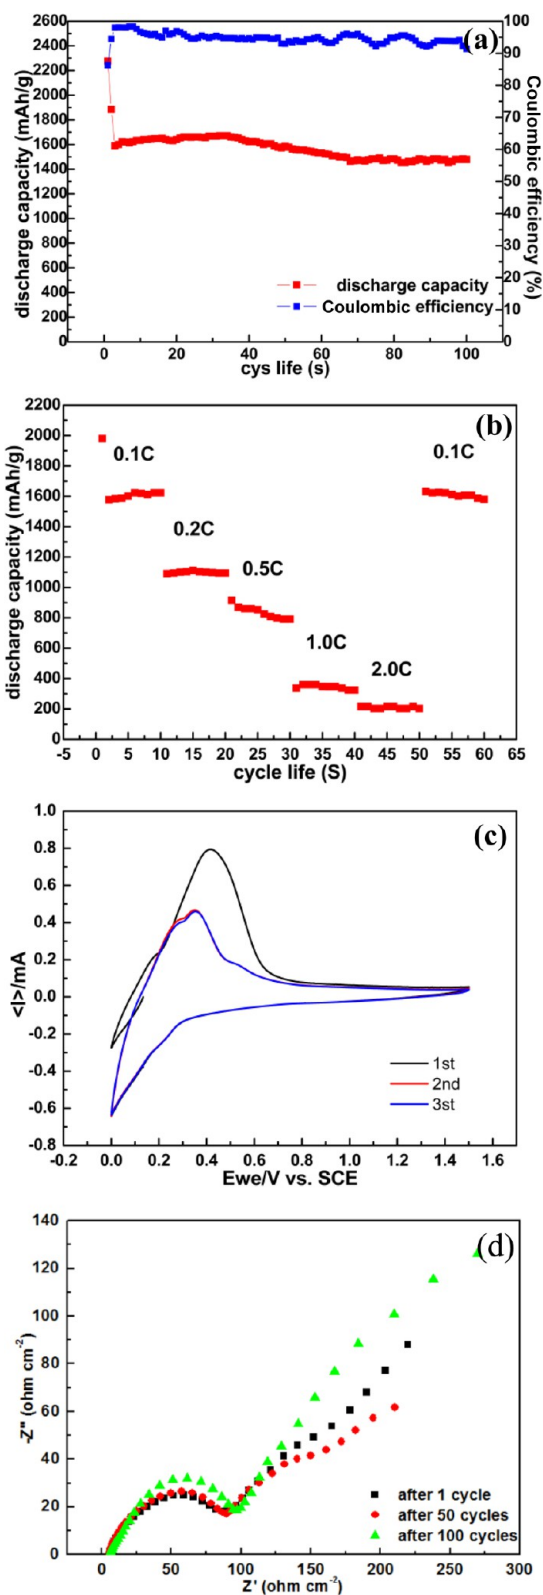 (a)
2600
2400
2200
2000
1800
1600
1400
1200
1000
800
600
400
200
0
discharge capacity (mAh/g)
100
90
80
70
60
50
40
30
20
10
0
Coulombic efficiency (%)
discharge capacity
Coulombic efficiency
0 20 40 60 80 100
cys life (s)
(b)
2200
2000
1800
1600
1400
1200
1000
800
600
400
200
0
discharge capacity (mAh/g)
0.1C
0.2C
0.5C
1.0C
2.0C
0.1C
-5 0 5 10 15 20 25 30 35 40 45 50 55 60 65
cycle life (S)
(c)
1.0
0.8
0.6
0.4
0.2
0.0
-0.2
-0.4
-0.6
-0.8
<I>/mA
1st
2nd
3st
-0.2 0.0 0.2 0.4 0.6 0.8 1.0 1.2 1.4 1.6
Ewe/V vs. SCE
(d)
140
120
100
80
60
40
20
0
-Z" (ohm cm-2)
after 1 cycle
after 50 cycles
after 100 cycles
0 50 100 150 200 250 300
Z' (ohm cm-2)